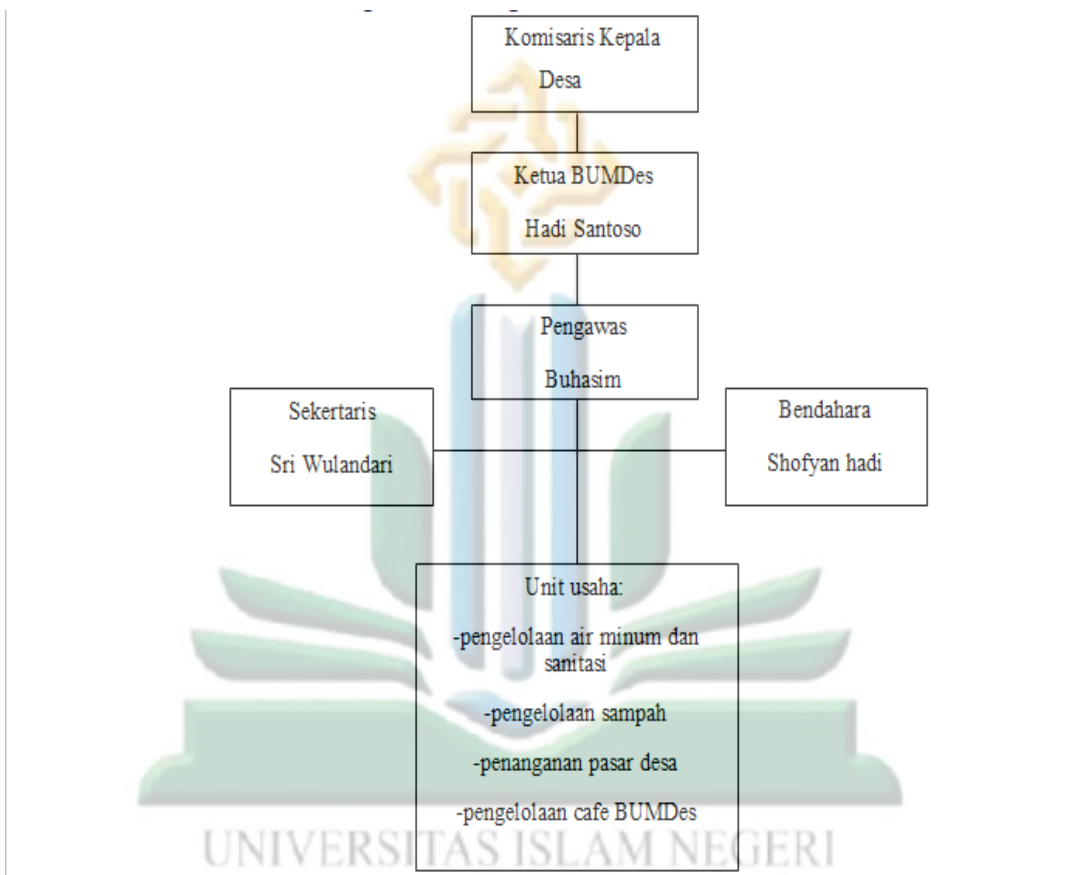 Komisaris Kepala
Desa
Ketua BUMDes
Hadi Santoso
Pengawas
Buhasim
Sekertaris
Sri Wulandari
Bendahara
Shofyan hadi
Unit usaha:
-pengelolaan air minum dan
sanitasi
-pengelolaan sampah
-penanganan pasar desa
-pengelolaan cafe BUMDes
UNIVERSITAS ISLAM NEGERI